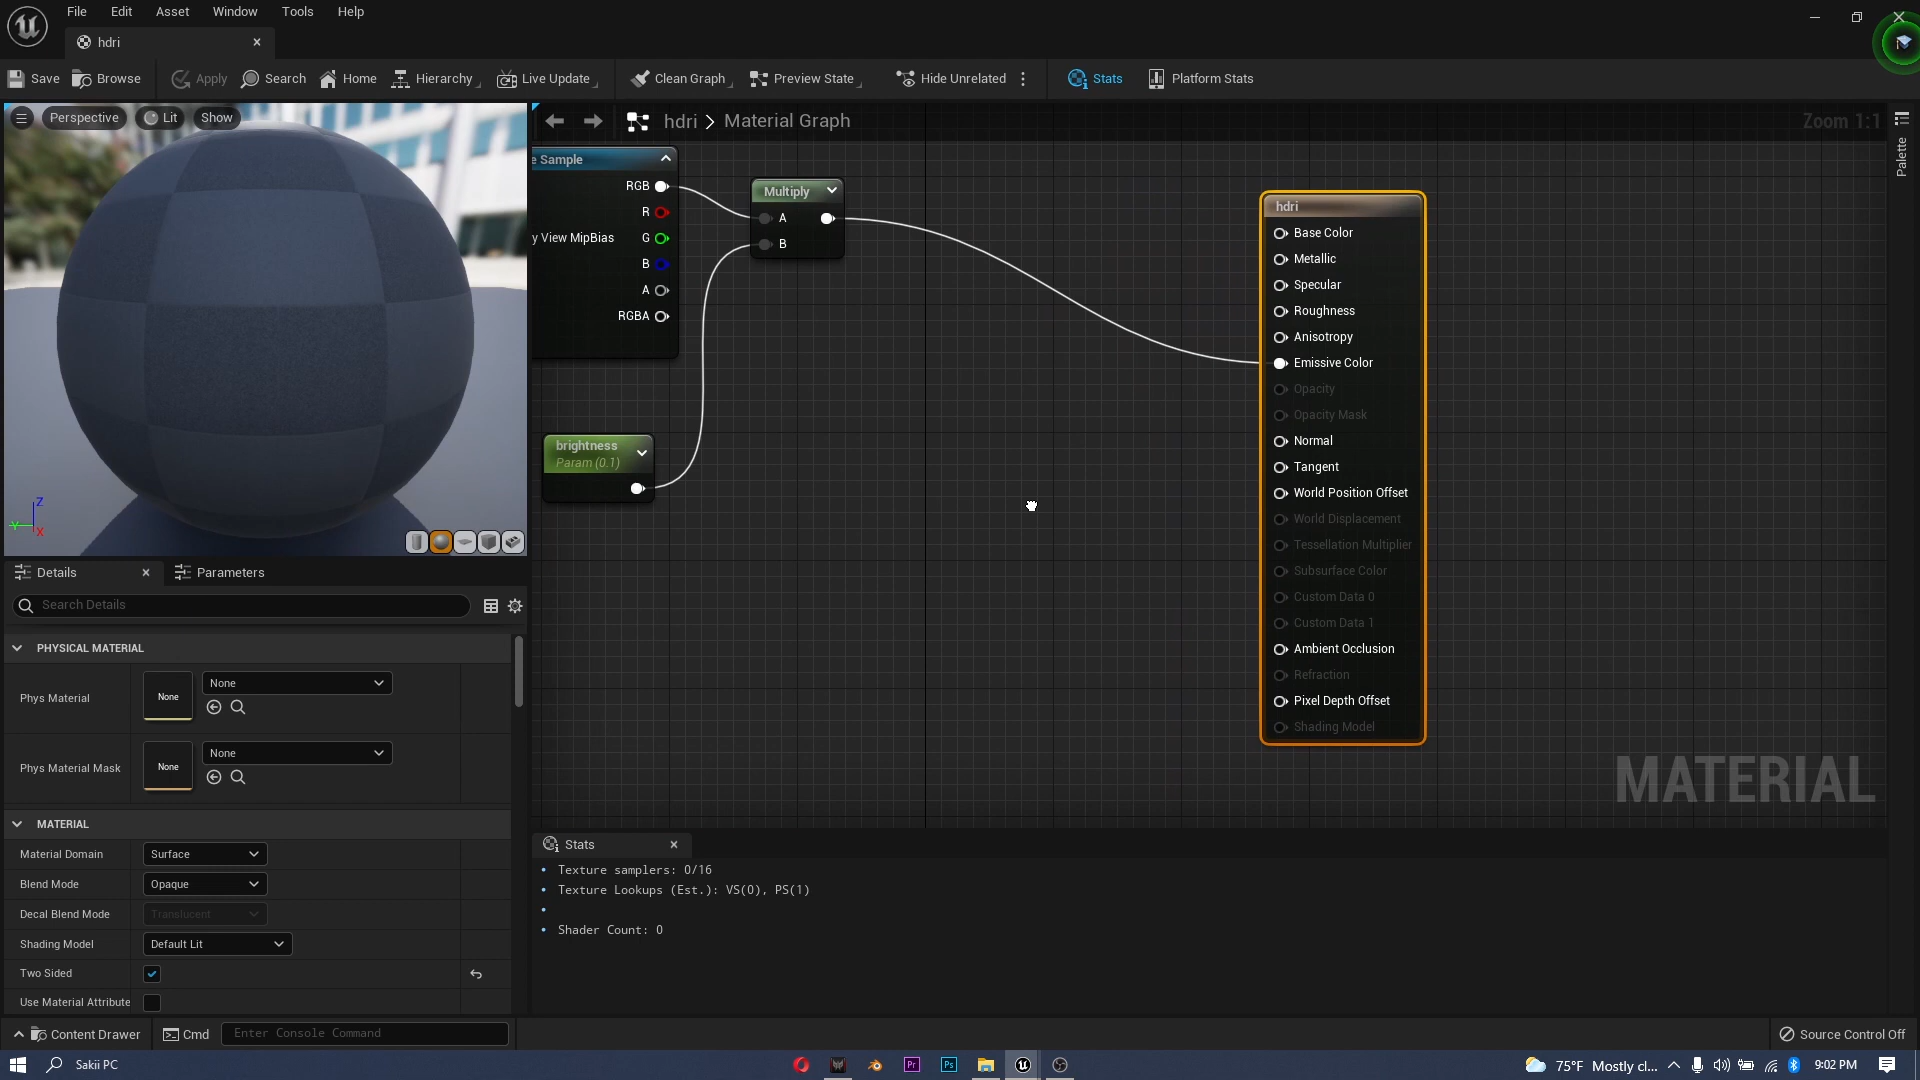 File Edit Asset Window Tools Help
hdri
Save Browse Apply Search Home Hierarchy Live Update Clean Graph Preview State Hide Unrelated Stats Platform Stats
Perspective Lit Show
hdri > Material Graph
Zoom 1:1
Palette
e Sample
RGB
R
y View MipBias G
B
A
RGBA
Multiply
A
B
brightness
Param (0.1)
hdri
Base Color
Metallic
Specular
Roughness
Anisotropy
Emissive Color
Opacity
Opacity Mask
Normal
Tangent
World Position Offset
World Displacement
Tessellation Multiplier
Subsurface Color
Custom Data 0
Custom Data 1
Ambient Occlusion
Refraction
Pixel Depth Offset
Shading Model
MATERIAL
Z
Y
X
Details Parameters
Search Details
PHYSICAL MATERIAL
Phys Material None None
Phys Material Mask None None
MATERIAL
Material Domain Surface
Blend Mode Opaque
Decal Blend Mode Translucent
Shading Model Default Lit
Two Sided
Use Material Attribute
Stats
• Texture samplers: 0/16
• Texture Lookups (Est.): VS(0), PS(1)
•
• Shader Count: 0
Content Drawer Cmd Enter Console Command Source Control Off
Sakii PC Pr Ps 75°F Mostly cl... 9:02 PM